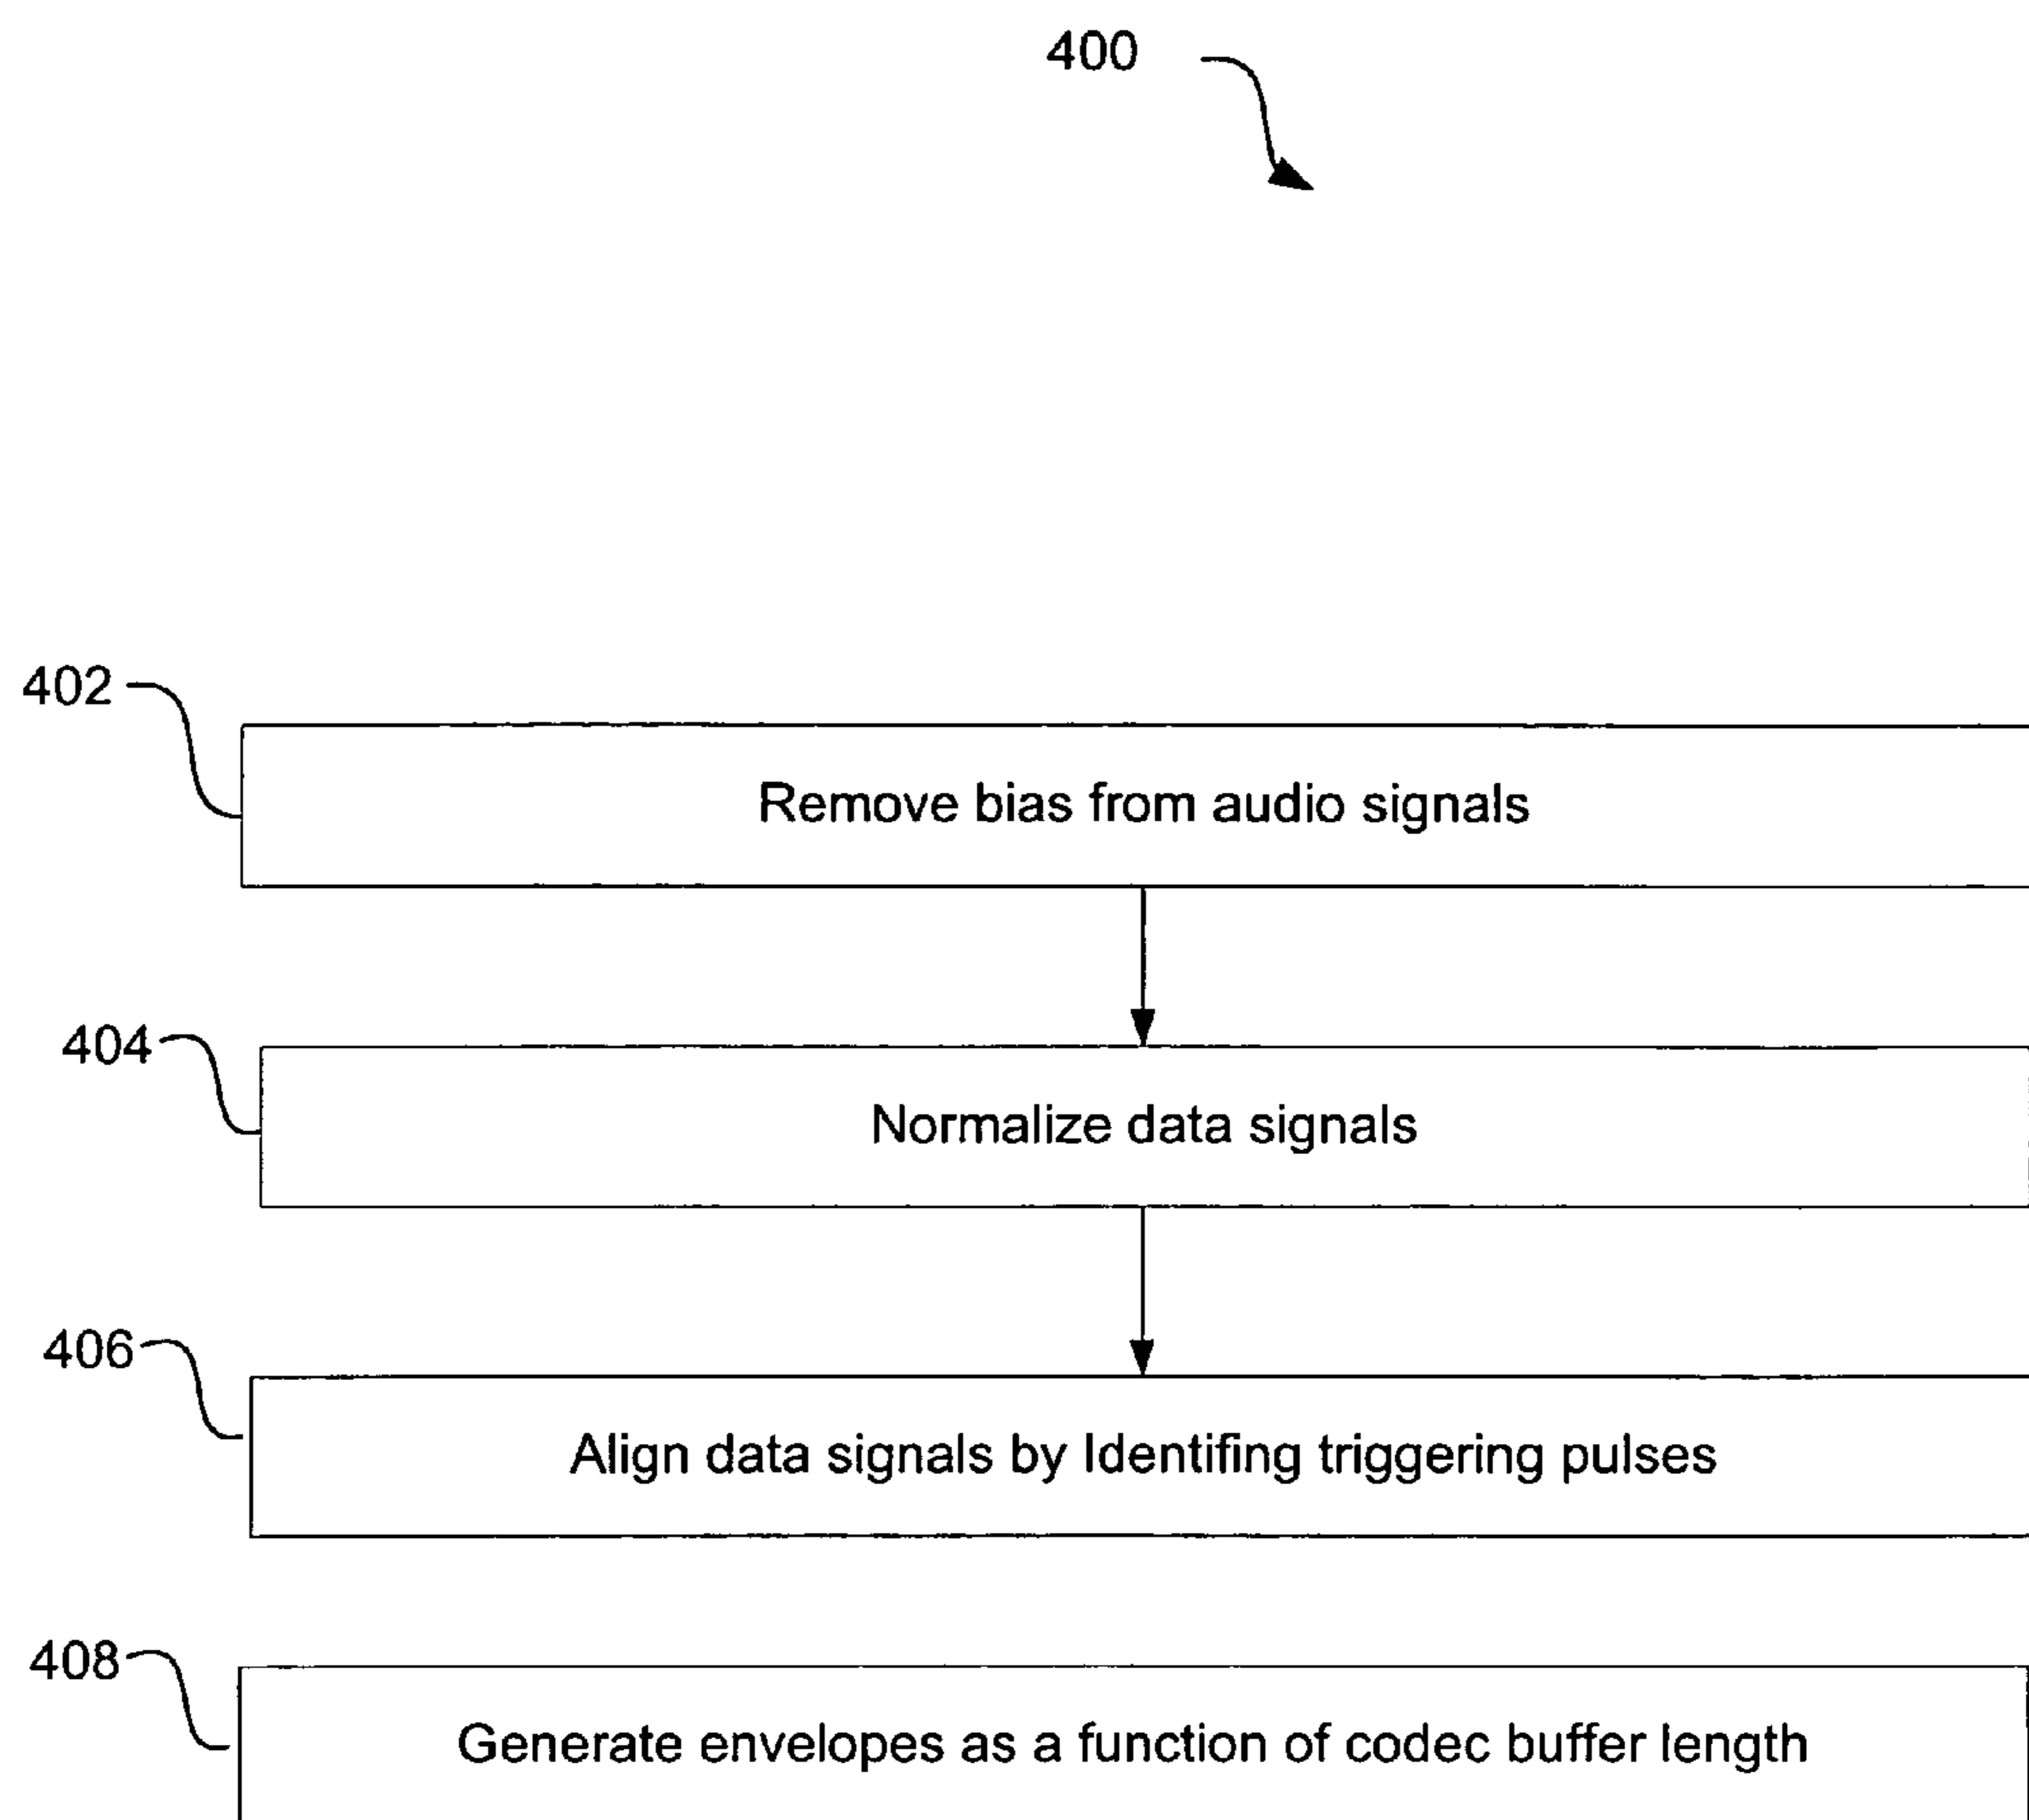 400
402
Remove bias from audio signals
404
Normalize data signals
406
Align data signals by Identifing triggering pulses
408
Generate envelopes as a function of codec buffer length